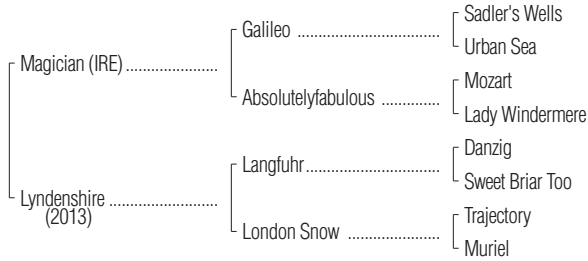 Sadler's Wells
Galileo ..................................
Urban Sea
Magician (IRE) ......................
Mozart
Absolutelyfabulous ..............
Lady Windermere
Danzig
Langfuhr................................
Sweet Briar Too
Lyndenshire ..........................
(2013)
Trajectory
London Snow ......................
Muriel